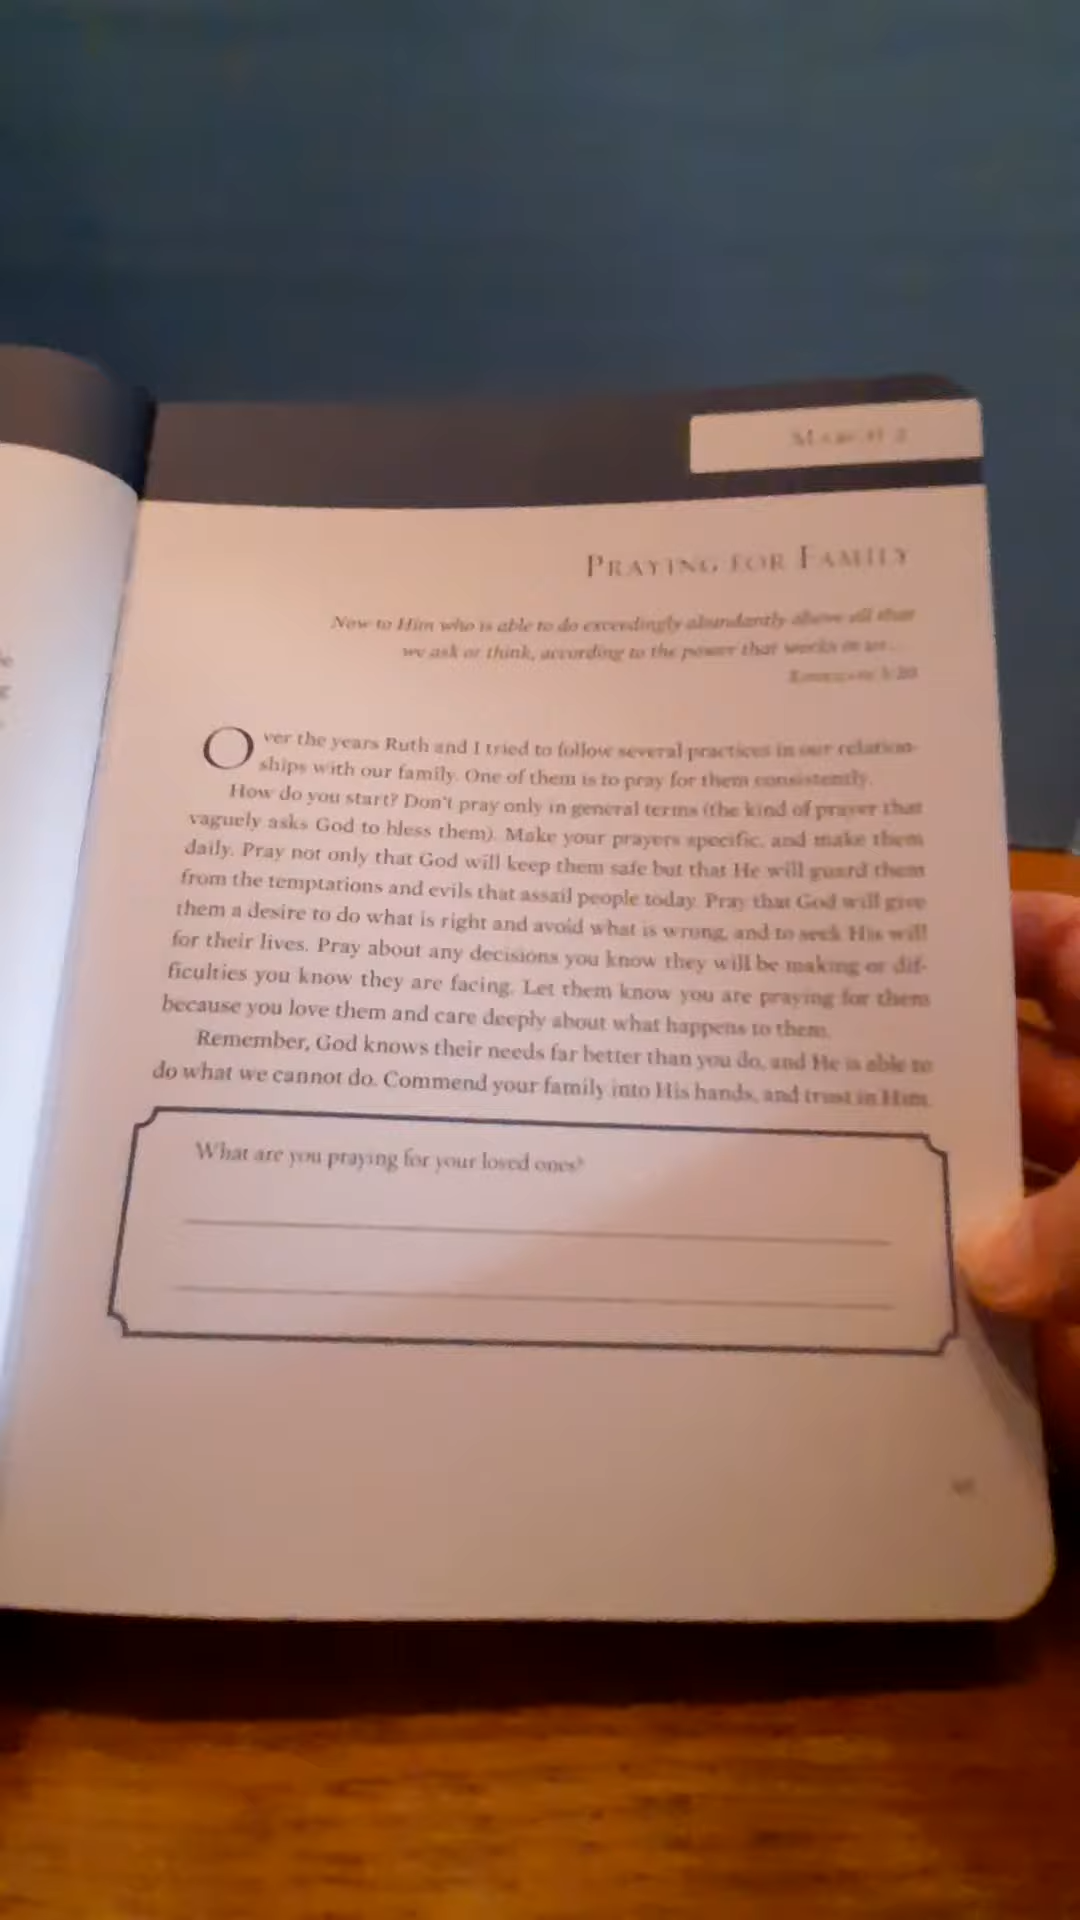 MARCH 2
PRAYING FOR FAMILY
Now to Him who is able to do exceedingly abundantly above all that
we ask or think, according to the power that works in us...
EPHESIANS 3:20
Over the years Ruth and I tried to follow several practices in our relation-
ships with our family. One of them is to pray for them consistently.
How do you start? Don't pray only in general terms (the kind of prayer that
vaguely asks God to bless them). Make your prayers specific, and make them
daily. Pray not only that God will keep them safe but that He will guard them
from the temptations and evils that assail people today. Pray that God will give
them a desire to do what is right and avoid what is wrong, and to seek His will
for their lives. Pray about any decisions you know they will be making or dif-
ficulties you know they are facing. Let them know you are praying for them
because you love them and care deeply about what happens to them.
Remember, God knows their needs far better than you do, and He is able to
do what we cannot do. Commend your family into His hands, and trust in Him.
What are you praying for your loved ones?